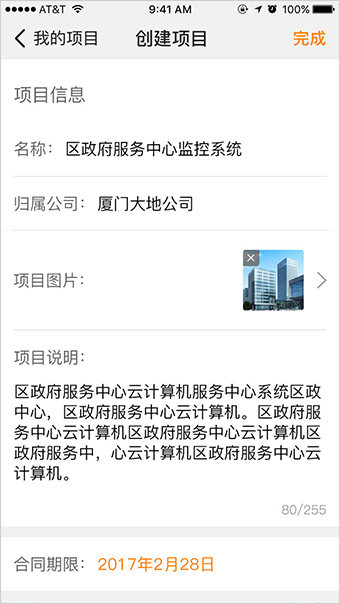 AT&T 9:41 AM 100%
我的项目 创建项目 完成
项目信息
名称： 区政府服务中心监控系统
归属公司： 厦门大地公司
项目图片：
项目说明：
区政府服务中心云计算机服务中心系统区政
中心，区政府服务中心云计算机。区政府服
务中心云计算机区政府服务中心云计算机区
政府服务中，心云计算机区政府服务中心云
计算机。
80/255
合同期限： 2017年2月28日